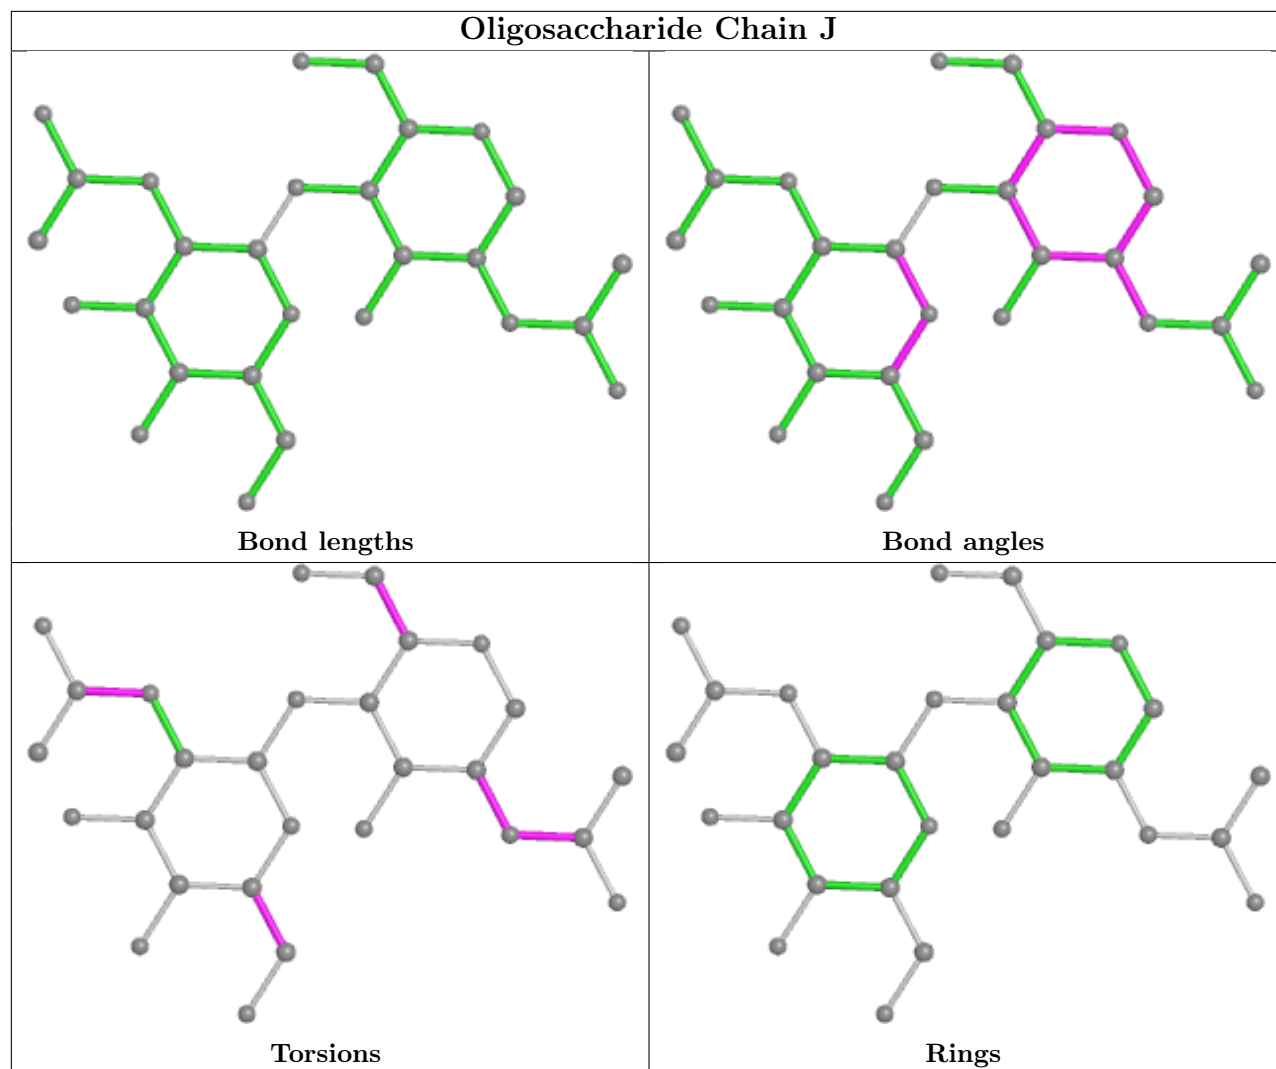 Oligosaccharide Chain J
Bond lengths
Bond angles
Torsions
Rings